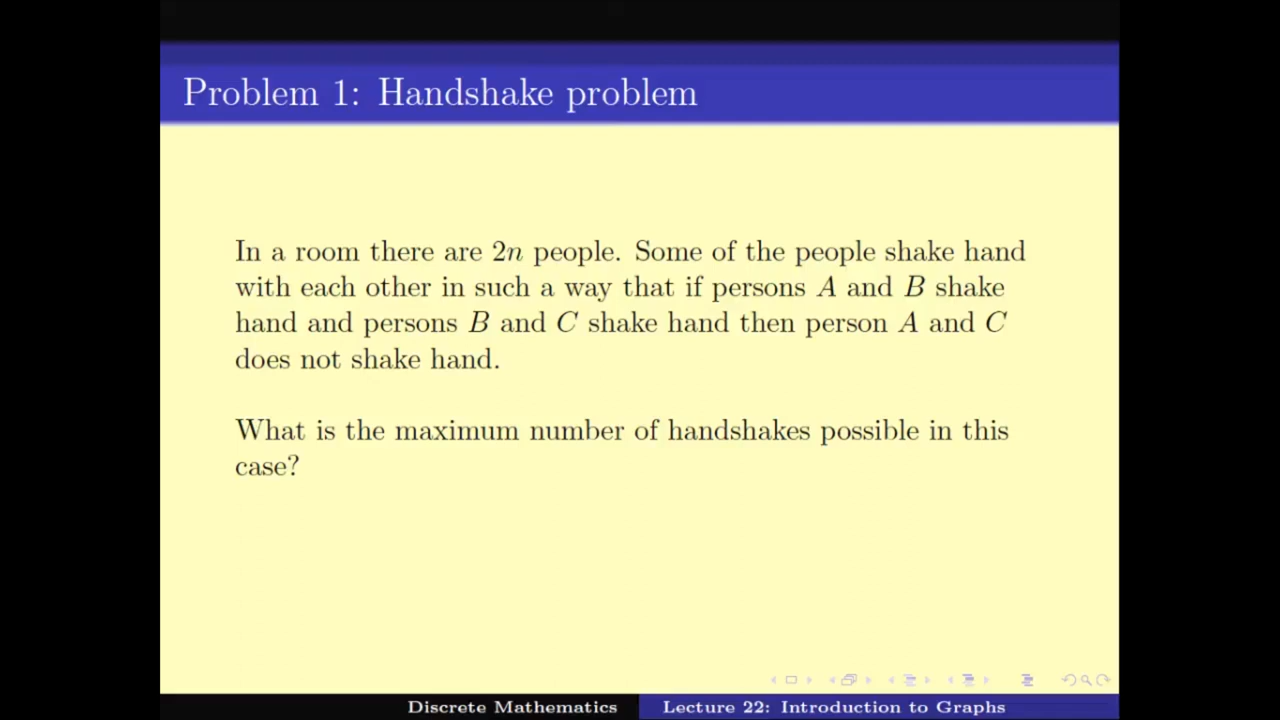 Problem 1: Handshake problem
In a room there are 2n people. Some of the people shake hand
with each other in such a way that if persons A and B shake
hand and persons B and C shake hand then person A and C
does not shake hand.
What is the maximum number of handshakes possible in this
case?
Discrete Mathematics
Lecture 22: Introduction to Graphs